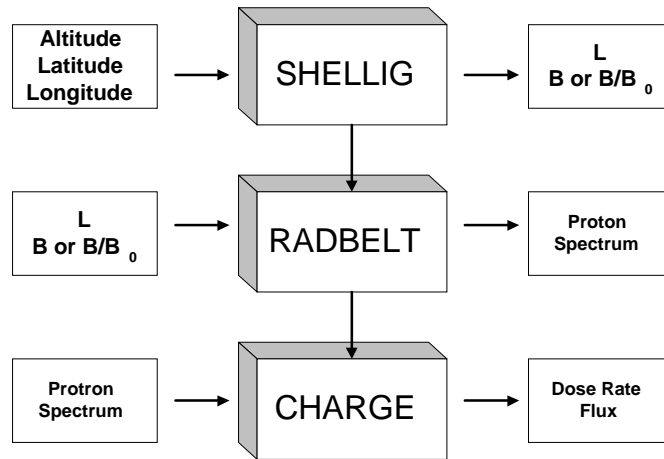 Altitude
Latitude
Longitude
SHELLIG
L
B or B/B 0
L
B or B/B 0
RADBELT
Proton
Spectrum
Protron
Spectrum
CHARGE
Dose Rate
Flux